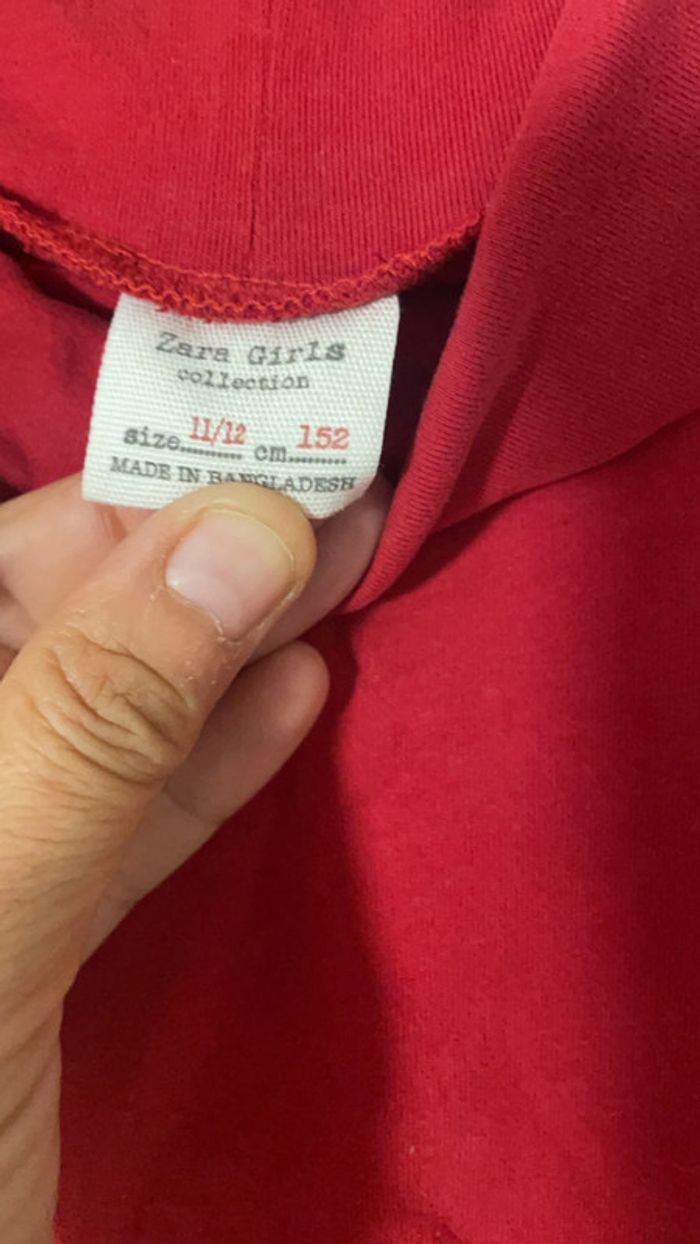 Zara Girls
collection
size 11/12 cm 152
MADE IN BANGLADESH